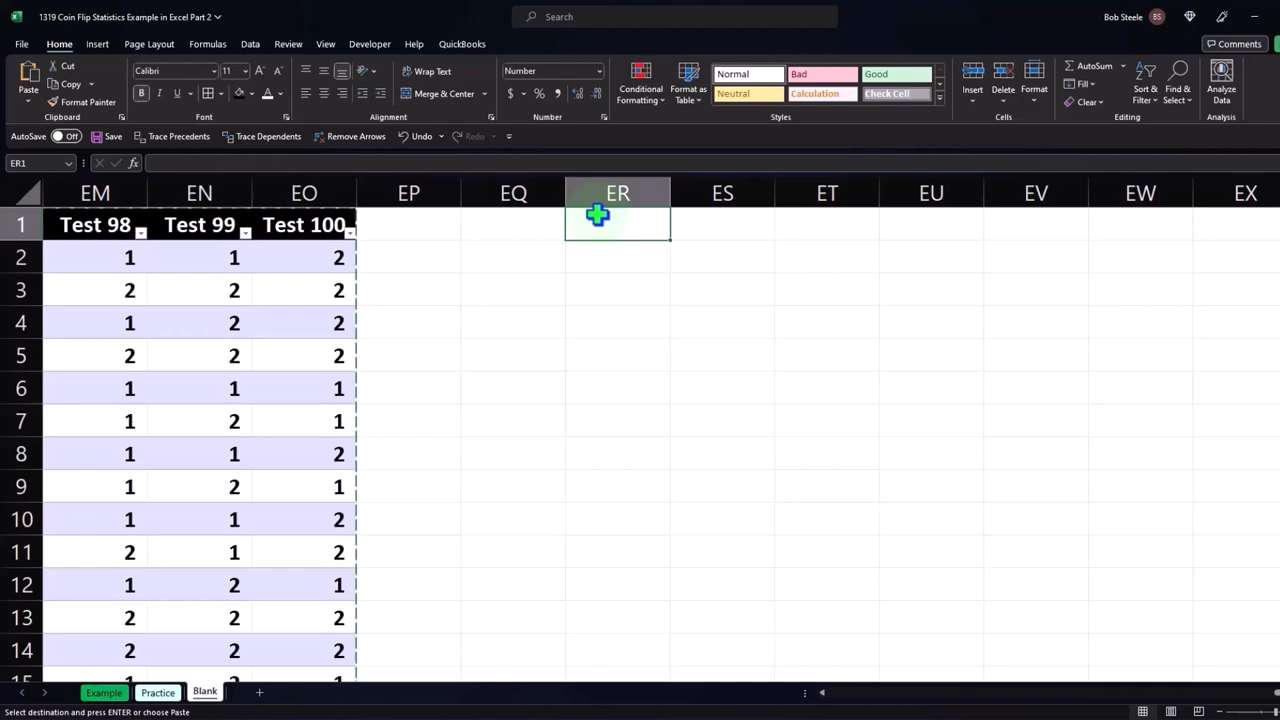 1319 Coin Flip Statistics Example in Excel Part 2
Search
Bob Steele
BS
File Home Insert Page Layout Formulas Data Review View Developer Help QuickBooks
Comments
Paste
Cut
Copy
Format Painter
Clipboard
Calibri 11
B I U
Font
Wrap Text
Merge & Center
Alignment
Number
$ % 
Number
Conditional Formatting
Format as Table
Normal Bad Good
Neutral Calculation Check Cell
Styles
Insert Delete Format
Cells
AutoSum
Fill
Clear
Sort & Filter
Find & Select
Editing
Analyze Data
Analysis
AutoSave Off Save Trace Precedents Trace Dependents Remove Arrows Undo Redo
ER1 fx
EM EN EO EP EQ ER ES ET EU EV EW EX
1 Test 98 Test 99 Test 100
2 1 1 2
3 2 2 2
4 1 2 2
5 2 2 2
6 1 1 1
7 1 2 1
8 1 1 2
9 1 2 1
10 1 1 2
11 2 1 2
12 1 2 1
13 2 2 2
14 2 2 2
15 1 2 1
Example Practice Blank
Select destination and press ENTER or choose Paste